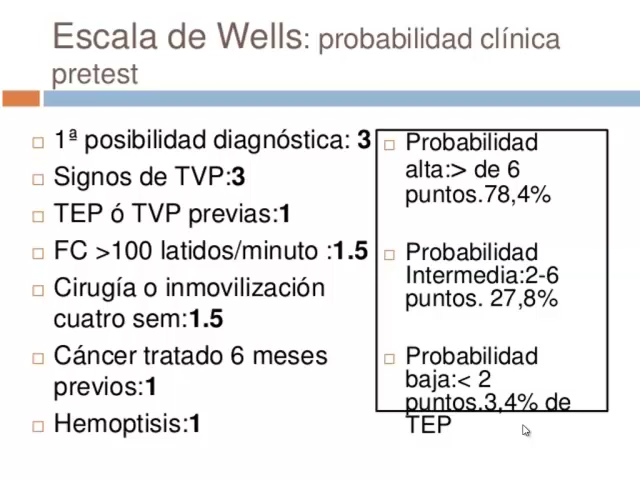 Escala de Wells: probabilidad clínica
pretest
1ª posibilidad diagnóstica: 3
Signos de TVP:3
TEP ó TVP previas:1
FC >100 latidos/minuto :1.5
Cirugía o inmovilización
cuatro sem:1.5
Cáncer tratado 6 meses
previos:1
Hemoptisis:1
Probabilidad
alta:> de 6
puntos.78,4%
Probabilidad
Intermedia:2-6
puntos. 27,8%
Probabilidad
baja:< 2
puntos.3,4% de
TEP